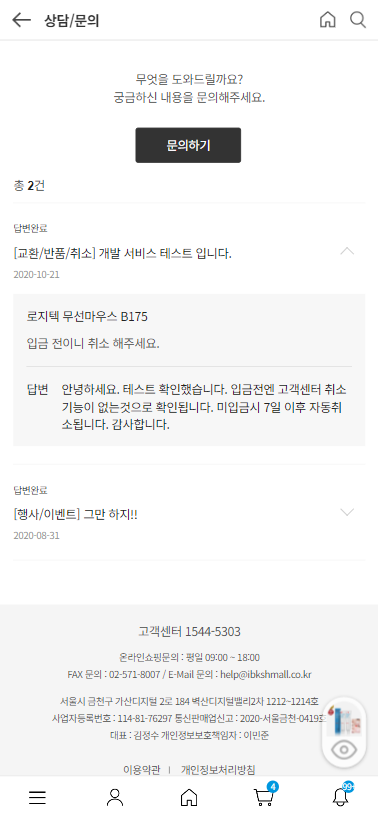 상담/문의
무엇을 도와드릴까요?
궁금하신 내용을 문의해주세요.
문의하기
총 2건
답변완료
[교환/반품/취소] 개발 서비스 테스트 입니다.
2020-10-21
로지텍 무선마우스 B175
입금 전이니 취소 해주세요.
답변 안녕하세요. 테스트 확인했습니다. 입금전엔 고객센터 취소
기능이 없는것으로 확인됩니다. 미입금시 7일 이후 자동취
소됩니다. 감사합니다.
답변완료
[행사/이벤트] 그만 하지!!
2020-08-31
고객센터 1544-5303
온라인쇼핑문의 : 평일 09:00 ~ 18:00
FAX 문의 : 02-571-8007 / E-Mail 문의 : help@ibkshmall.co.kr
서울시 금천구 가산디지털 2로 184 벽산디지털밸리2차 1212~1214호
사업자등록번호 : 114-81-76297 통신판매업신고 : 2020-서울금천-0419호
대표 : 김정수 개인정보보호책임자 : 이민준
이용약관 | 개인정보처리방침
4
99+